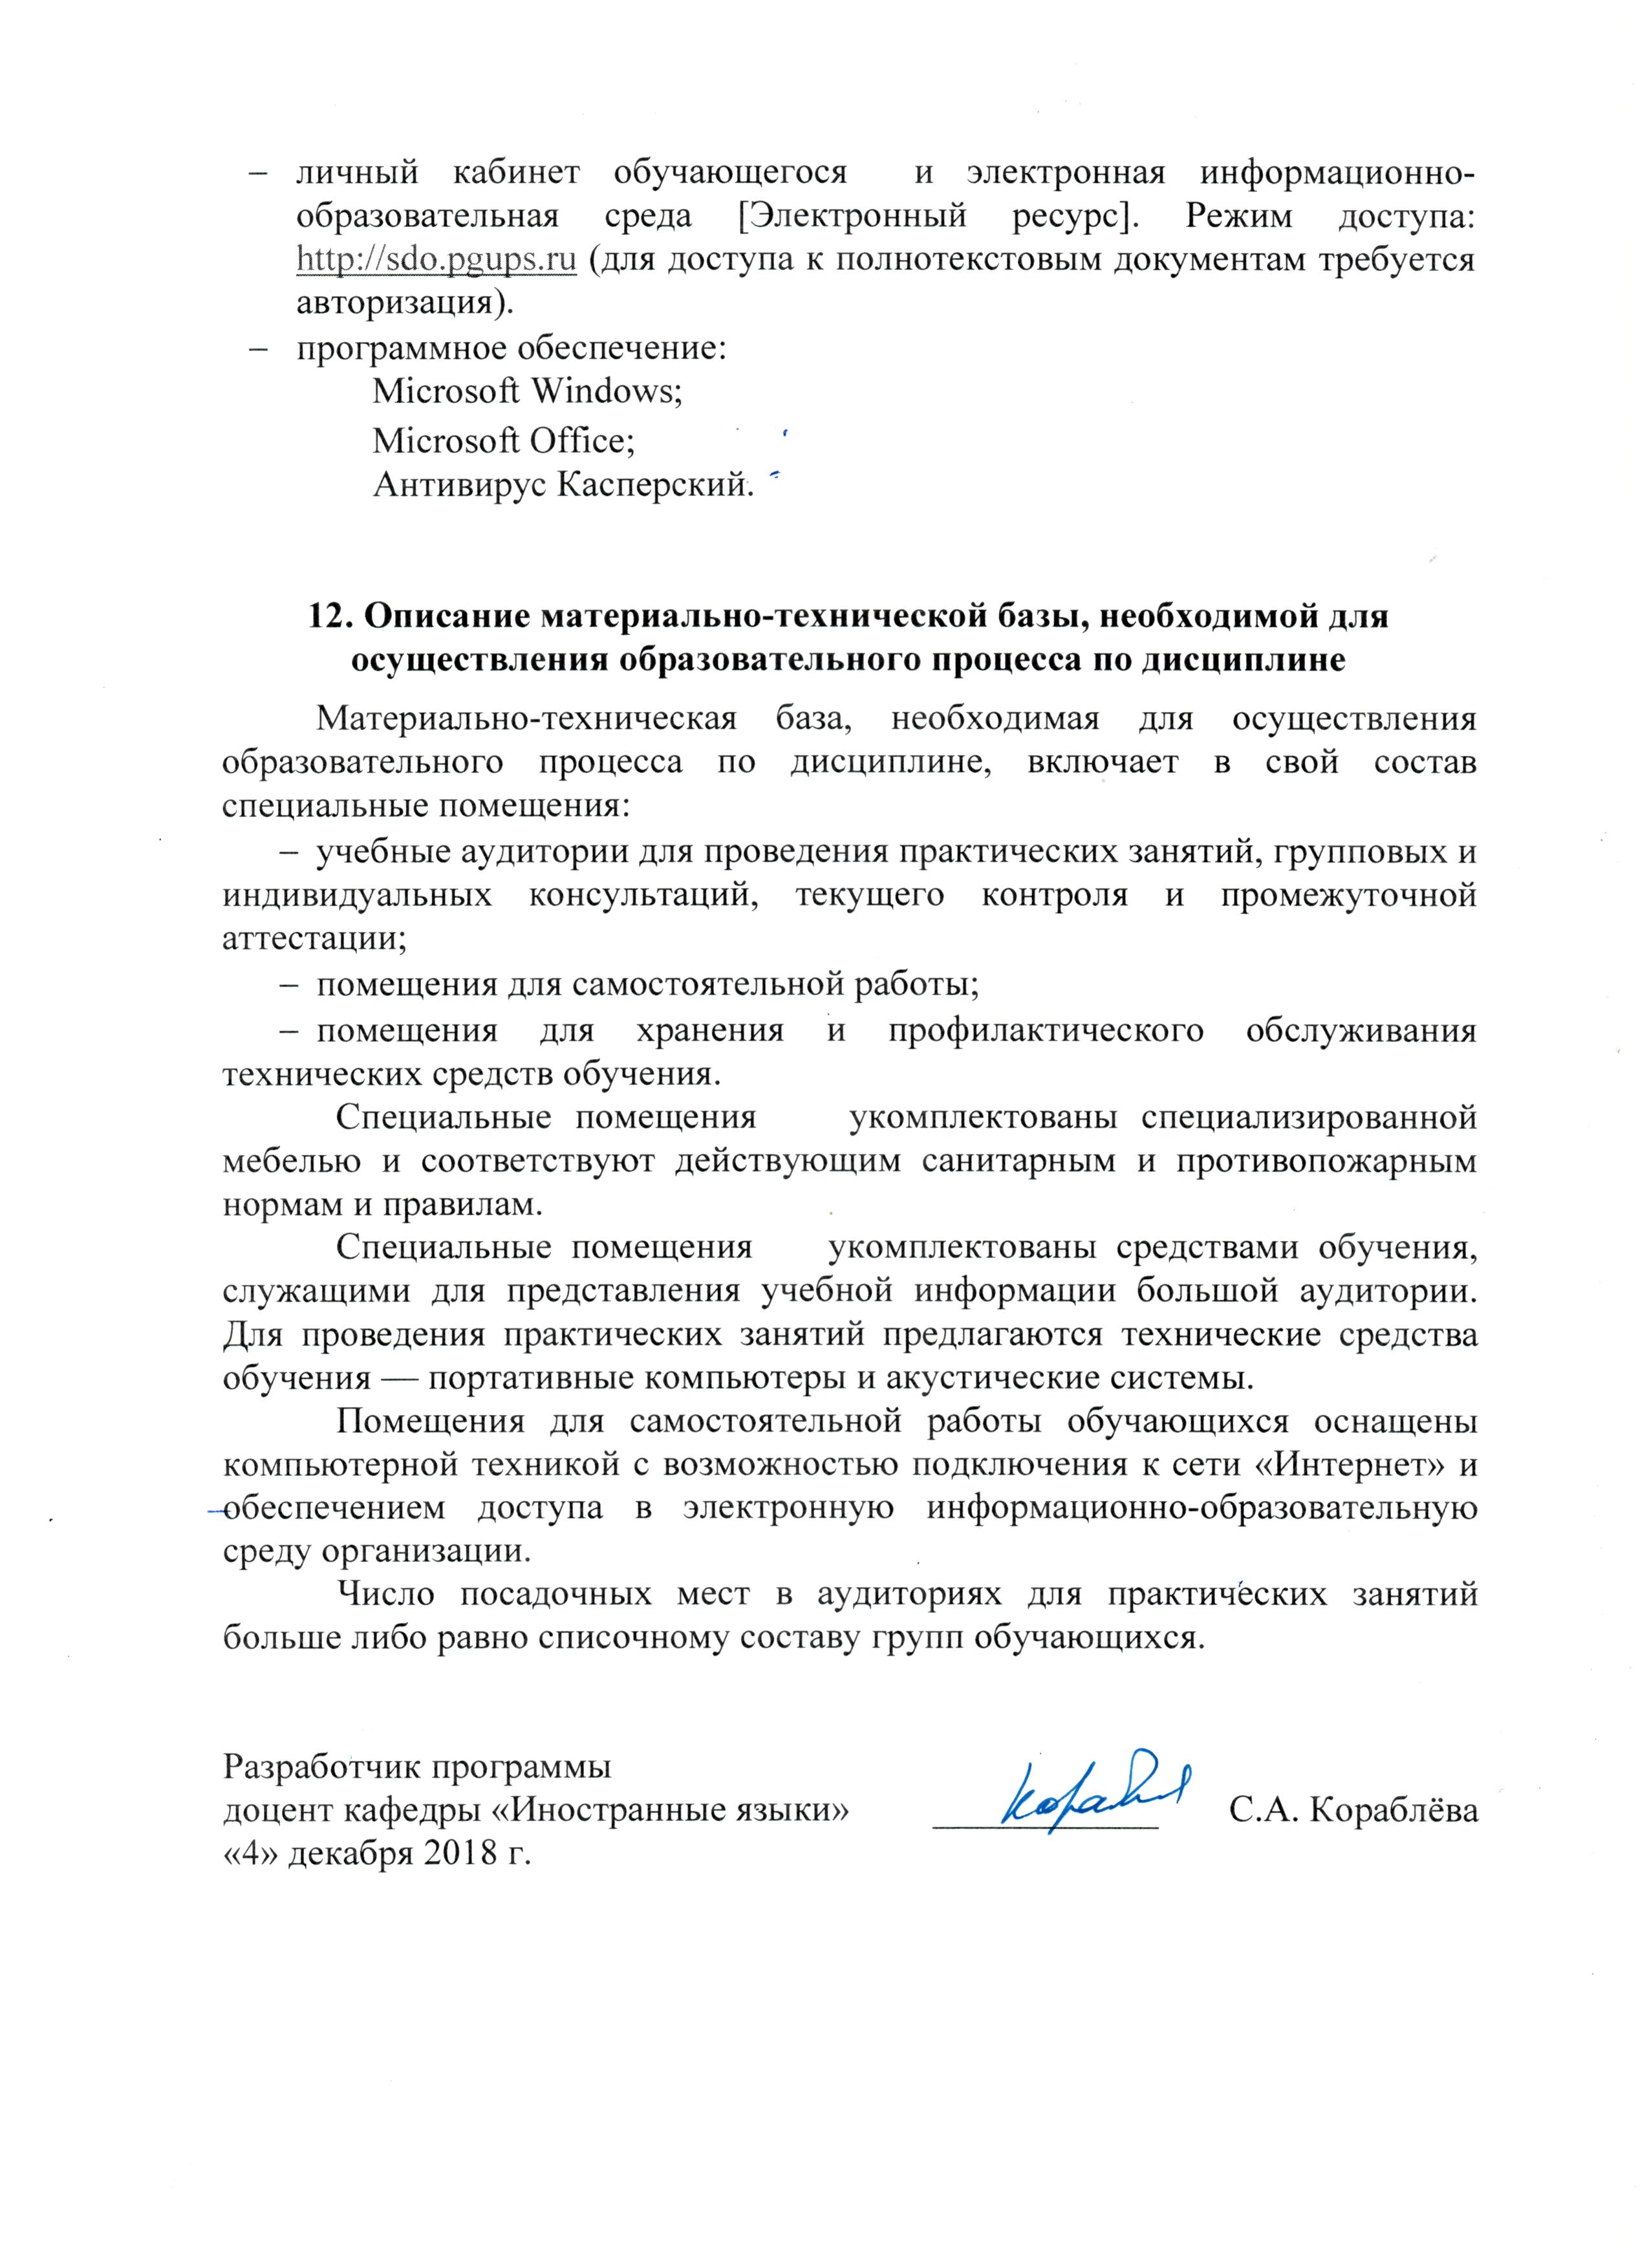 – личный кабинет обучающегося и электронная информационно-
образовательная среда [Электронный ресурс]. Режим доступа:
http://sdo.pgups.ru (для доступа к полнотекстовым документам требуется
авторизация).
– программное обеспечение:
Microsoft Windows;
Microsoft Office;
Антивирус Касперский.
12. Описание материально-технической базы, необходимой для
осуществления образовательного процесса по дисциплине
Материально-техническая база, необходимая для осуществления
образовательного процесса по дисциплине, включает в свой состав
специальные помещения:
– учебные аудитории для проведения практических занятий, групповых и
индивидуальных консультаций, текущего контроля и промежуточной
аттестации;
– помещения для самостоятельной работы;
– помещения для хранения и профилактического обслуживания
технических средств обучения.
Специальные помещения укомплектованы специализированной
мебелью и соответствуют действующим санитарным и противопожарным
нормам и правилам.
Специальные помещения укомплектованы средствами обучения,
служащими для представления учебной информации большой аудитории.
Для проведения практических занятий предлагаются технические средства
обучения — портативные компьютеры и акустические системы.
Помещения для самостоятельной работы обучающихся оснащены
компьютерной техникой с возможностью подключения к сети «Интернет» и
обеспечением доступа в электронную информационно-образовательную
среду организации.
Число посадочных мест в аудиториях для практических занятий
больше либо равно списочному составу групп обучающихся.
Разработчик программы
доцент кафедры «Иностранные языки» С.А. Кораблёва
«4» декабря 2018 г.